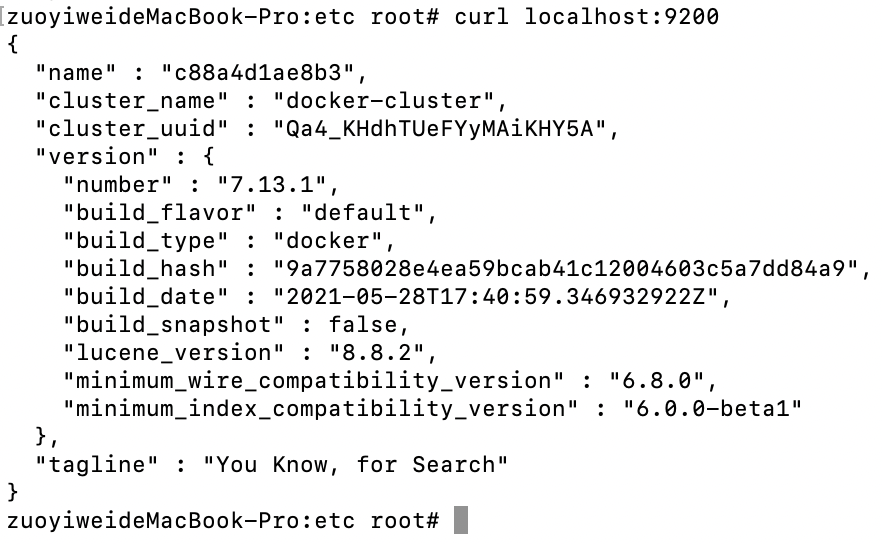 zuoyiweideMacBook-Pro:etc root# curl localhost:9200
{
  "name" : "c88a4d1ae8b3",
  "cluster_name" : "docker-cluster",
  "cluster_uuid" : "Qa4_KHdhTUeFYyMAiKHY5A",
  "version" : {
    "number" : "7.13.1",
    "build_flavor" : "default",
    "build_type" : "docker",
    "build_hash" : "9a7758028e4ea59bcab41c12004603c5a7dd84a9",
    "build_date" : "2021-05-28T17:40:59.346932922Z",
    "build_snapshot" : false,
    "lucene_version" : "8.8.2",
    "minimum_wire_compatibility_version" : "6.8.0",
    "minimum_index_compatibility_version" : "6.0.0-beta1"
  },
  "tagline" : "You Know, for Search"
}
zuoyiweideMacBook-Pro:etc root#